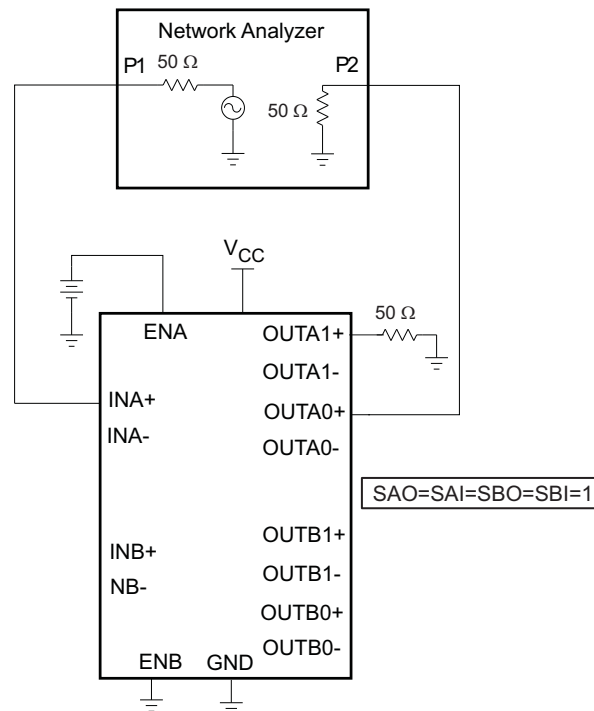 Network Analyzer
P1
50 Ω
P2
50 Ω
VCC
50 Ω
ENA
OUTA1+
OUTA1-
INA+
OUTA0+
INA-
OUTA0-
SAO=SAI=SBO=SBI=1
OUTB1+
INB+
OUTB1-
NB-
OUTB0+
OUTB0-
ENB
GND